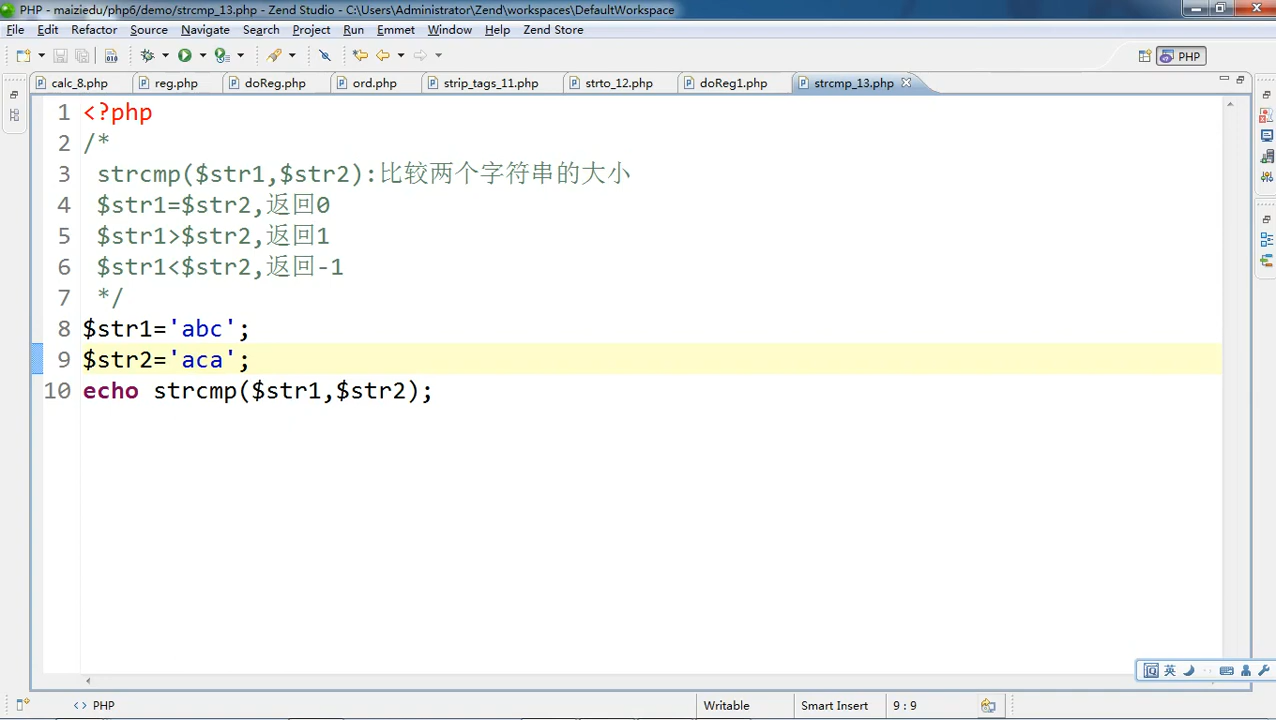 PHP - maiziedu/php6/demo/strcmp_13.php - Zend Studio - C:\Users\Administrator\Zend\workspaces\DefaultWorkspace
File Edit Refactor Source Navigate Search Project Run Emmet Window Help Zend Store
PHP
calc_8.php reg.php doReg.php ord.php strip_tags_11.php strto_12.php doReg1.php strcmp_13.php
1 <?php
2 /*
3 strcmp($str1,$str2):比较两个字符串的大小
4 $str1=$str2,返回0
5 $str1>$str2,返回1
6 $str1<$str2,返回-1
7 */
8 $str1='abc';
9 $str2='aca';
10 echo strcmp($str1,$str2);
英
<> PHP Writable Smart Insert 9 : 9